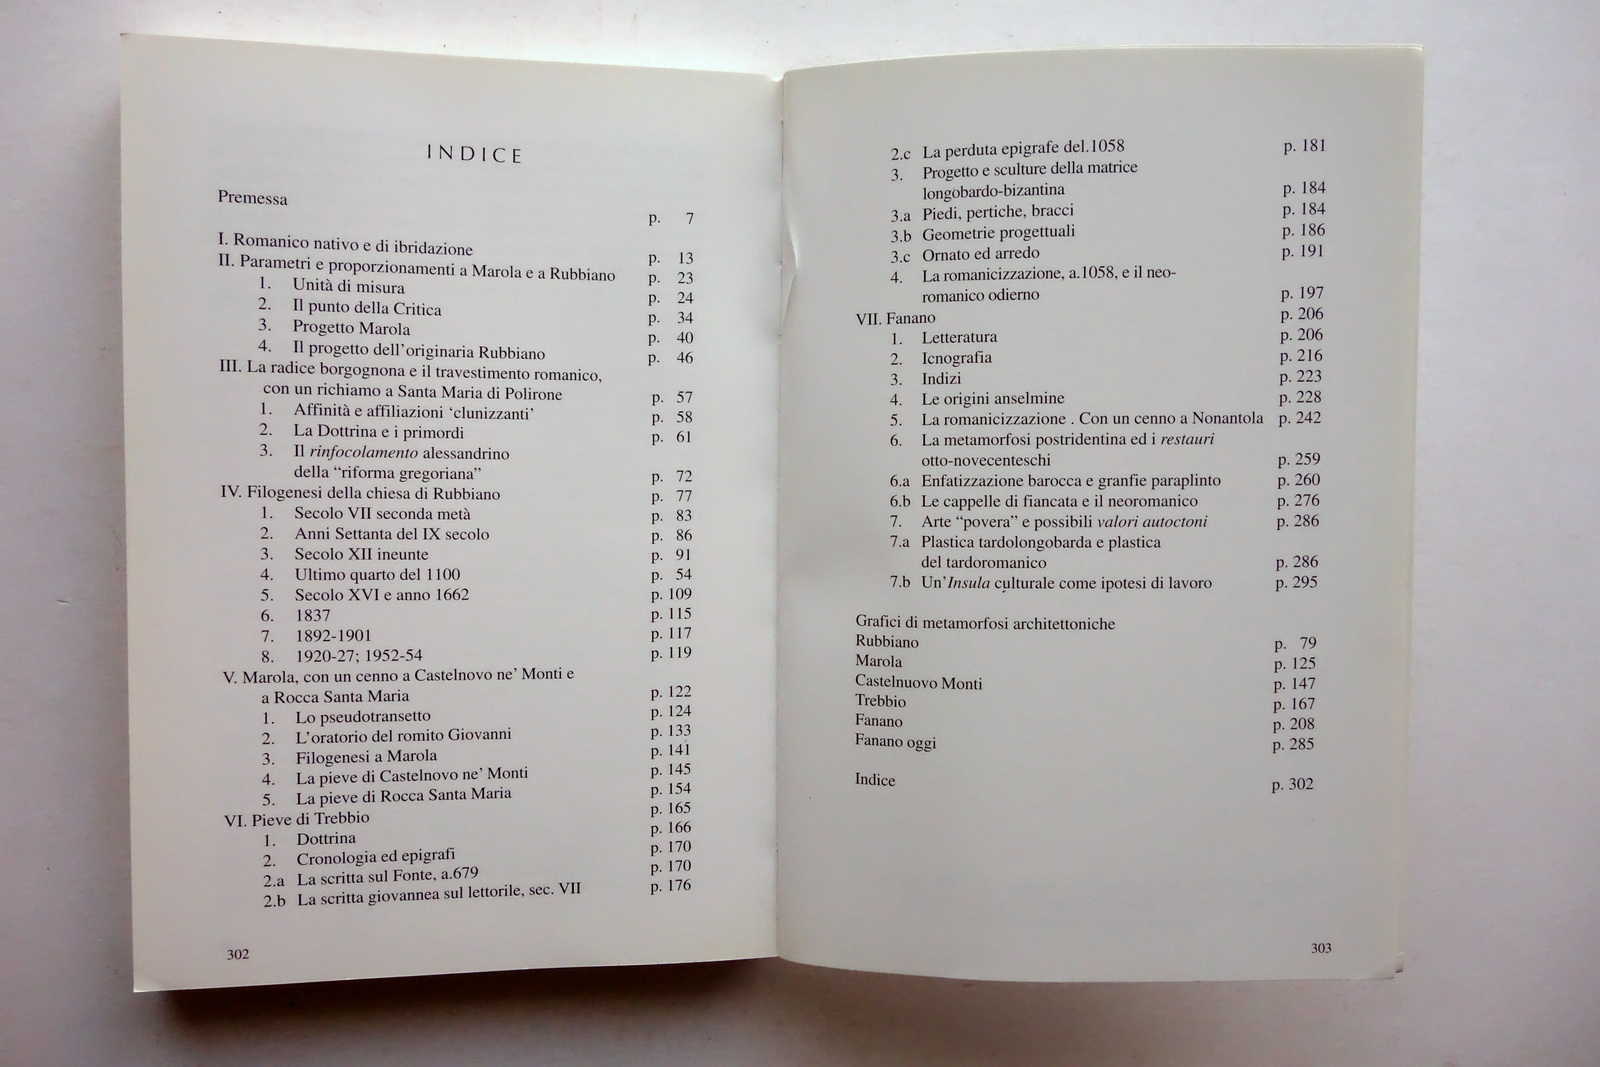 INDICE
Premessa p. 7
I. Romanico nativo e di ibridazione p. 13
II. Parametri e proporzionamenti a Marola e a Rubbiano p. 23
1. Unità di misura p. 24
2. Il punto della Critica p. 34
3. Progetto Marola p. 40
4. Il progetto dell'originaria Rubbiano p. 46
III. La radice borgognona e il travestimento romanico,
con un richiamo a Santa Maria di Polirone p. 57
1. Affinità e affiliazioni ‘clunizzanti’ p. 58
2. La Dottrina e i primordi p. 61
3. Il rinfocolamento alessandrino
della “riforma gregoriana” p. 72
IV. Filogenesi della chiesa di Rubbiano p. 77
1. Secolo VII seconda metà p. 83
2. Anni Settanta del IX secolo p. 86
3. Secolo XII ineunte p. 91
4. Ultimo quarto del 1100 p. 54
5. Secolo XVI e anno 1662 p. 109
6. 1837 p. 115
7. 1892-1901 p. 117
8. 1920-27; 1952-54 p. 119
V. Marola, con un cenno a Castelnovo ne' Monti e
a Rocca Santa Maria p. 122
1. Lo pseudotransetto p. 124
2. L'oratorio del romito Giovanni p. 133
3. Filogenesi a Marola p. 141
4. La pieve di Castelnovo ne' Monti p. 145
5. La pieve di Rocca Santa Maria p. 154
VI. Pieve di Trebbio p. 165
1. Dottrina p. 166
2. Cronologia ed epigrafi p. 170
2.a La scritta sul Fonte, a.679 p. 170
2.b La scritta giovannea sul lettorile, sec. VII p. 176
302
2.c La perduta epigrafe del.1058 p. 181
3. Progetto e sculture della matrice
longobardo-bizantina p. 184
3.a Piedi, pertiche, bracci p. 184
3.b Geometrie progettuali p. 186
3.c Ornato ed arredo p. 191
4. La romanicizzazione, a.1058, e il neo-
romanico odierno p. 197
VII. Fanano p. 206
1. Letteratura p. 206
2. Icnografia p. 216
3. Indizi p. 223
4. Le origini anselmine p. 228
5. La romanicizzazione . Con un cenno a Nonantola p. 242
6. La metamorfosi postridentina ed i restauri
otto-novecenteschi p. 259
6.a Enfatizzazione barocca e granfie paraplinto p. 260
6.b Le cappelle di fiancata e il neoromanico p. 276
7. Arte “povera” e possibili valori autoctoni p. 286
7.a Plastica tardolongobarda e plastica
del tardoromanico p. 286
7.b Un'Insula culturale come ipotesi di lavoro p. 295
Grafici di metamorfosi architettoniche
Rubbiano p. 79
Marola p. 125
Castelnuovo Monti p. 147
Trebbio p. 167
Fanano p. 208
Fanano oggi p. 285
Indice p. 302
303